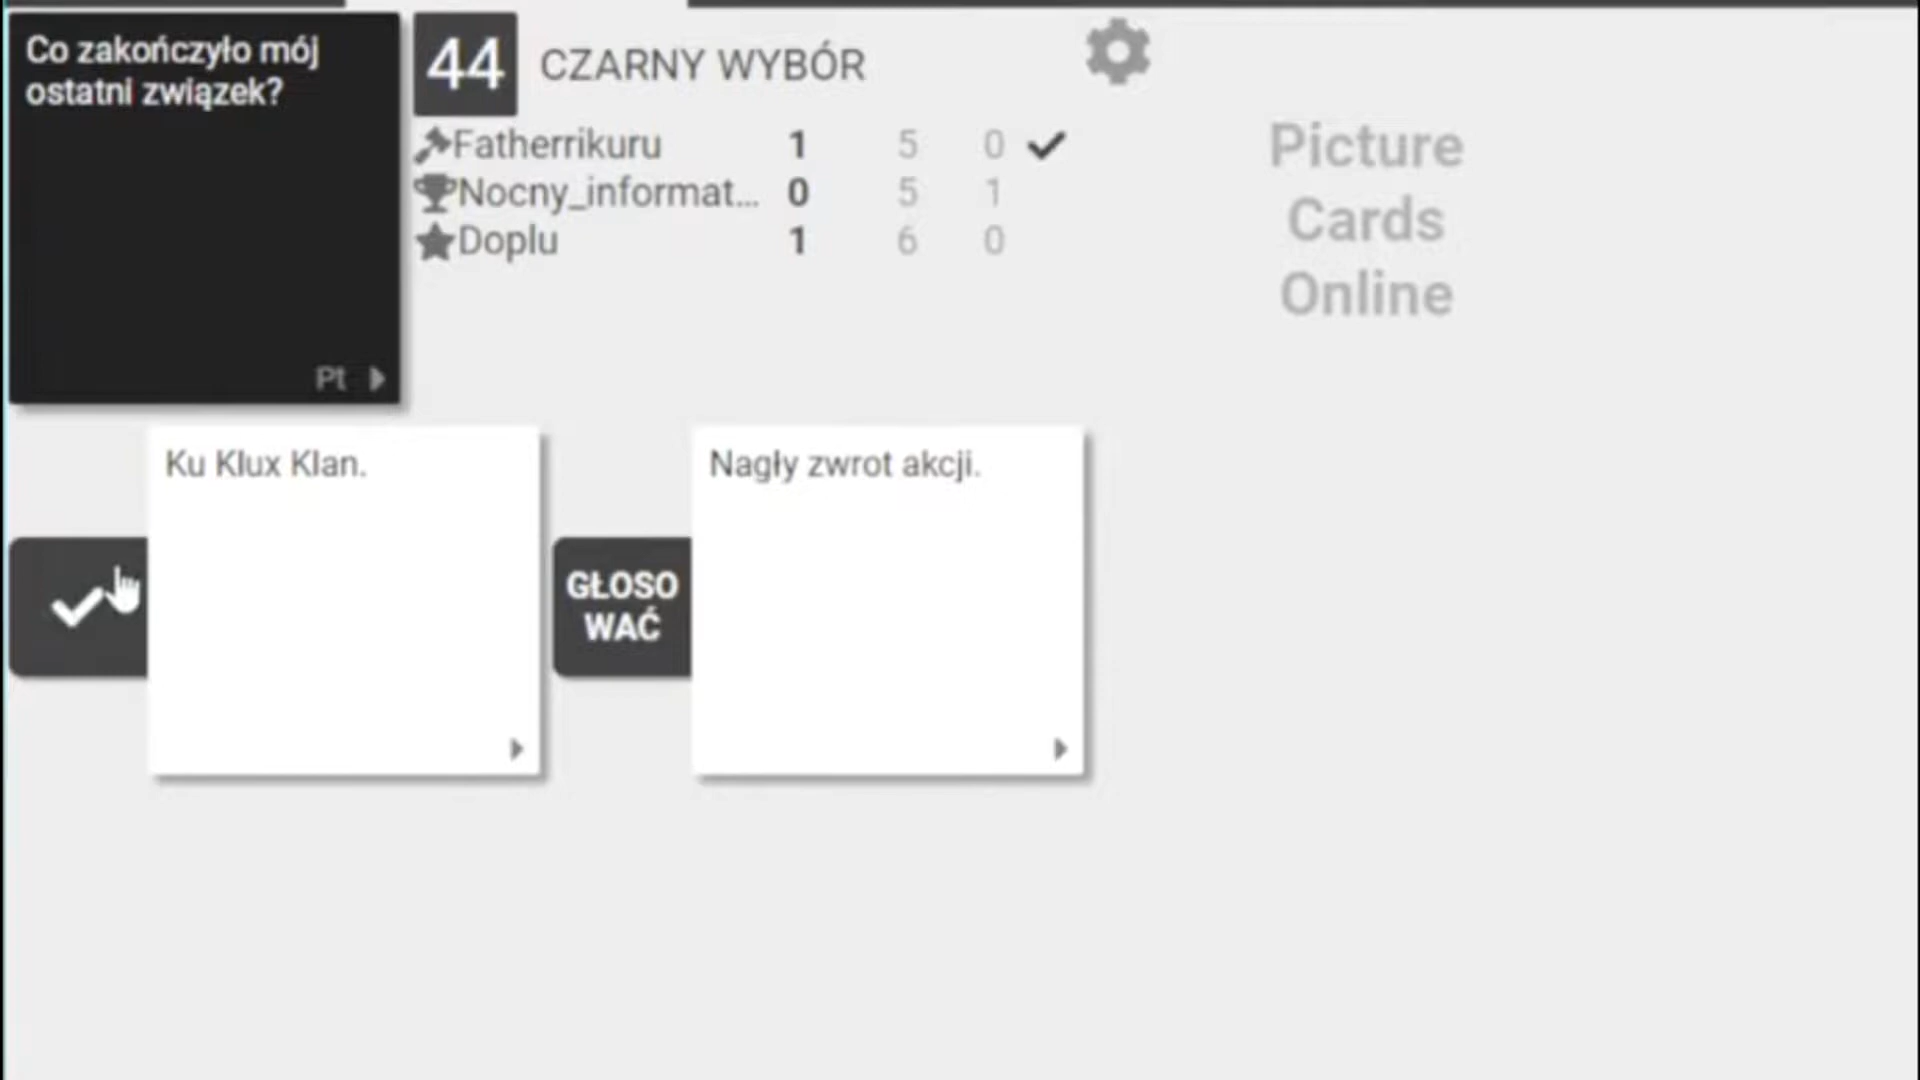 Co zakończyło mój
ostatni związek?
Pt
44
CZARNY WYBÓR
Fatherrikuru 1 5 0
Nocny_informat... 0 5 1
Doplu 1 6 0
Picture
Cards
Online
Ku Klux Klan.
GŁOSO
WAĆ
Nagły zwrot akcji.